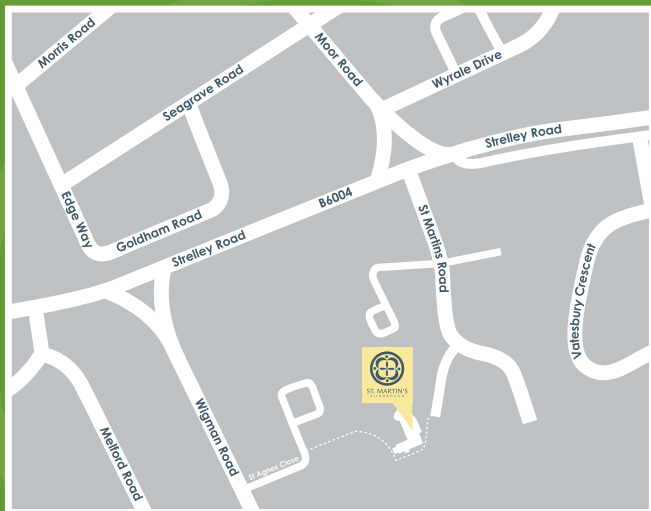 Morris Road
Moor Road
Wyrale Drive
Seagrave Road
Strelley Road
Edge Way
B6004
Goldham Road
St Martins Road
Strelley Road
Vatesbury Crescent
ST. MARTIN'S
BILBOROUGH
Wigman Road
Melford Road
St Agnes Close